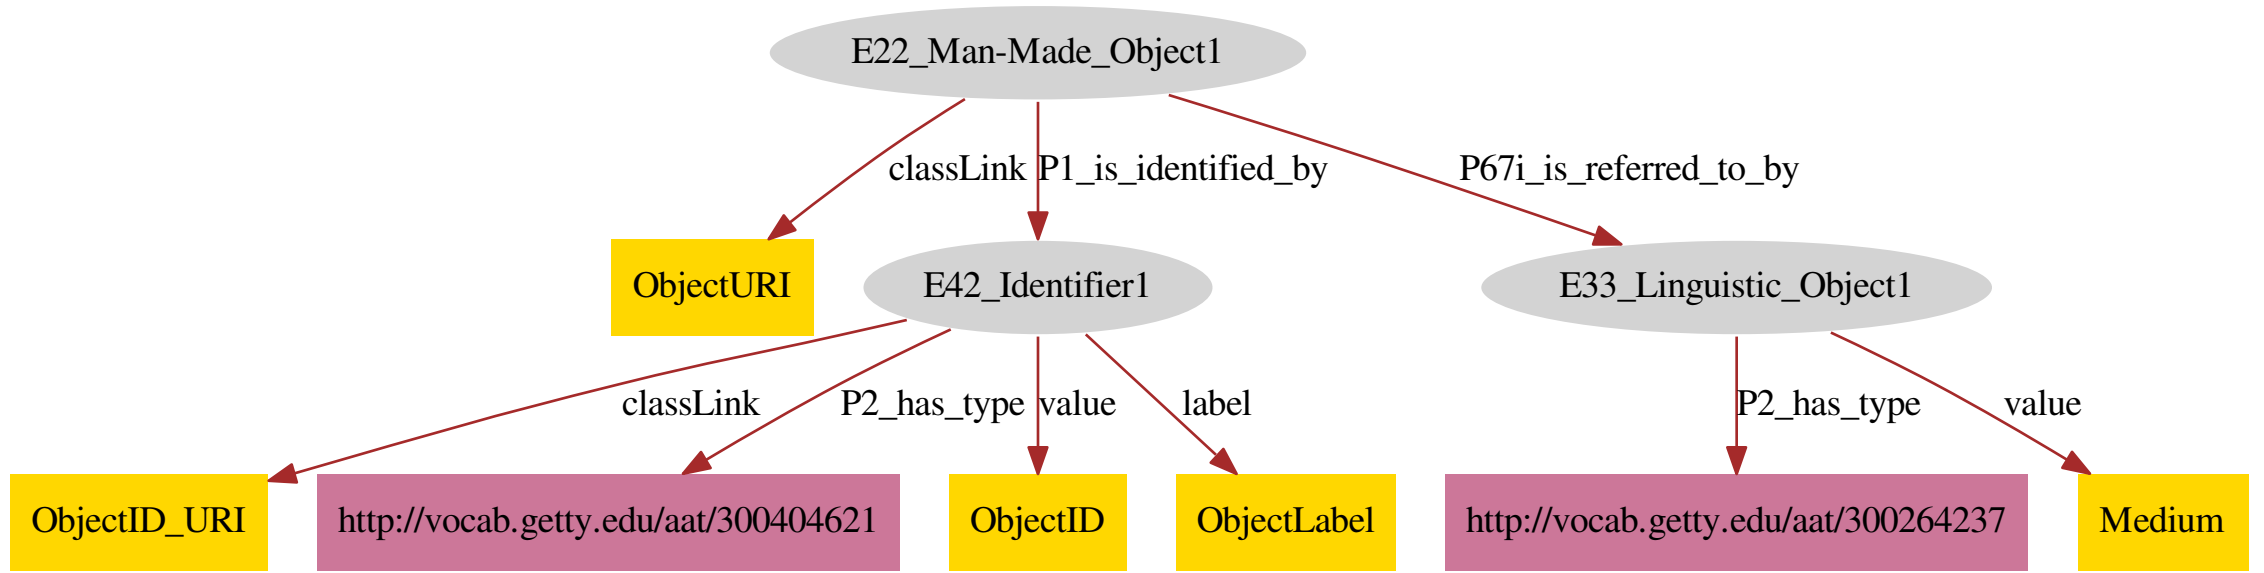 E22_Man-Made_Object1
classLink
P1_is_identified_by
P67i_is_referred_to_by
ObjectURI
E42_Identifier1
E33_Linguistic_Object1
classLink
P2_has_type
value
label
P2_has_type
value
ObjectID_URI
http://vocab.getty.edu/aat/300404621
ObjectID
ObjectLabel
http://vocab.getty.edu/aat/300264237
Medium